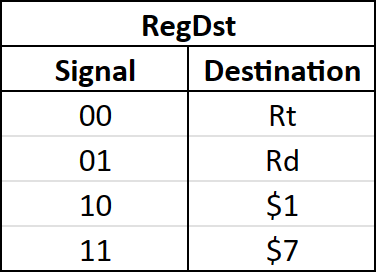 RegDst
Signal Destination
00 Rt
01 Rd
10 $1
11 $7